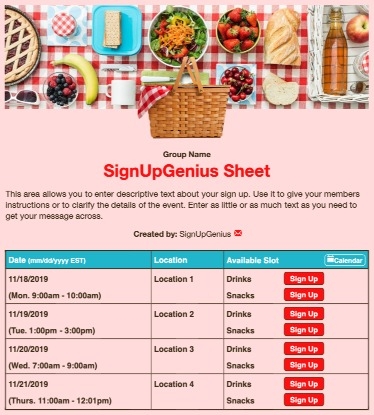 Group Name
SignUpGenius Sheet
This area allows you to enter descriptive text about your sign up. Use it to give your members
instructions or to clarify the details of the event. Enter as little or as much text as you need to
get your message across.
Created by: SignUpGenius
Date (mm/dd/yyyy EST) Location Available Slot Calendar
11/18/2019 Location 1 Drinks Sign Up
(Mon. 9:00am - 10:00am) Snacks Sign Up
11/19/2019 Location 2 Drinks Sign Up
(Tue. 1:00pm - 3:00pm) Snacks Sign Up
11/20/2019 Location 3 Drinks Sign Up
(Wed. 7:00am - 9:00am) Snacks Sign Up
11/21/2019 Location 4 Drinks Sign Up
(Thurs. 11:00am - 12:01pm) Snacks Sign Up